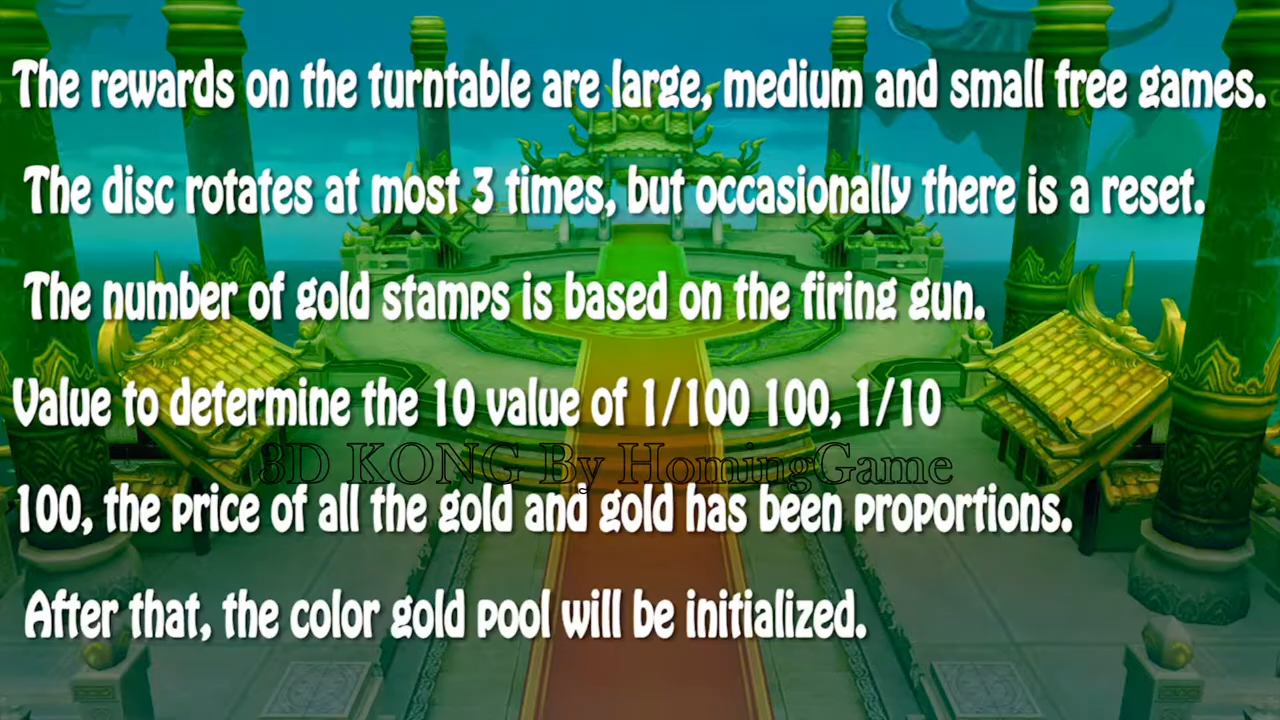 The rewards on the turntable are large, medium and small free games.
The disc rotates at most 3 times, but occasionally there is a reset.
The number of gold stamps is based on the firing gun.
Value to determine the 10 value of 1/100 100, 1/10
3D KONG By HomingGame
100, the price of all the gold and gold has been proportions.
After that, the color gold pool will be initialized.